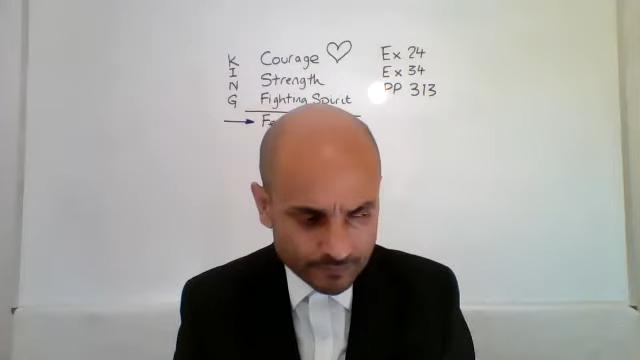 K Courage Ex 24
I Strength Ex 34
N Fighting Spirit PP 313
G